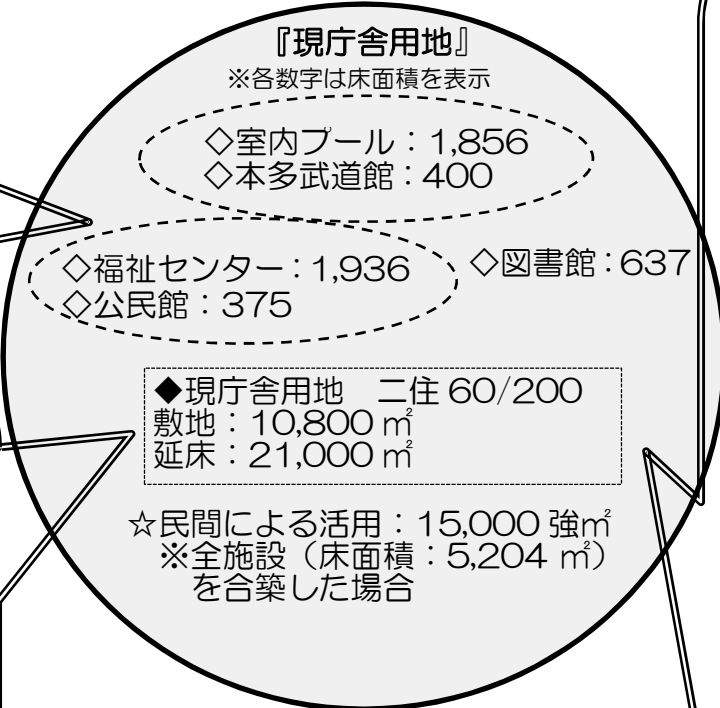 『現庁舎用地』
※各数字は床面積を表示
◇室内プール：1,856
◇本多武道館：400
◇福祉センター：1,936
◇公民館：375
◇図書館：637
◆現庁舎用地　二住 60/200
敷地：10,800 ㎡
延床：21,000 ㎡
☆民間による活用：15,000 強㎡
※全施設（床面積：5,204 ㎡）
を合築した場合